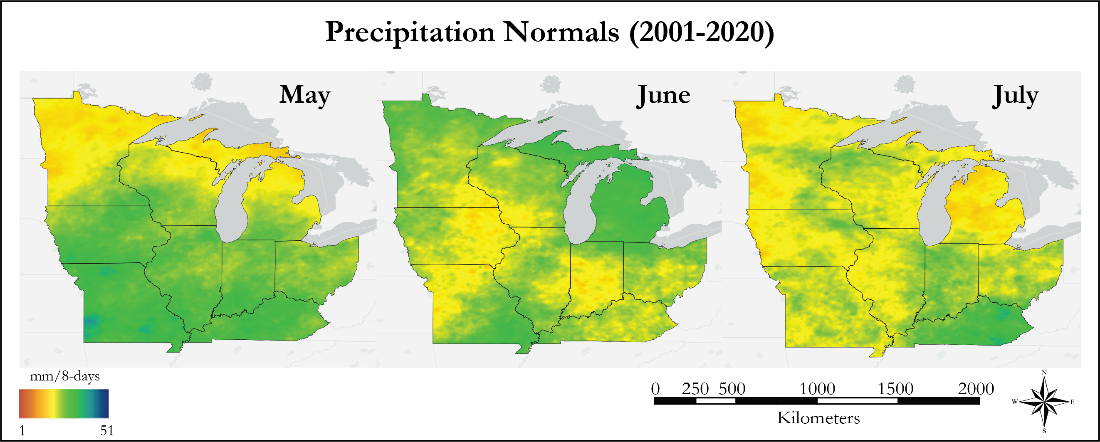 Precipitation Normals (2001-2020)
May
June
July
mm/8-days
1 51
0 250 500 1000 1500 2000
Kilometers
N
W E
S